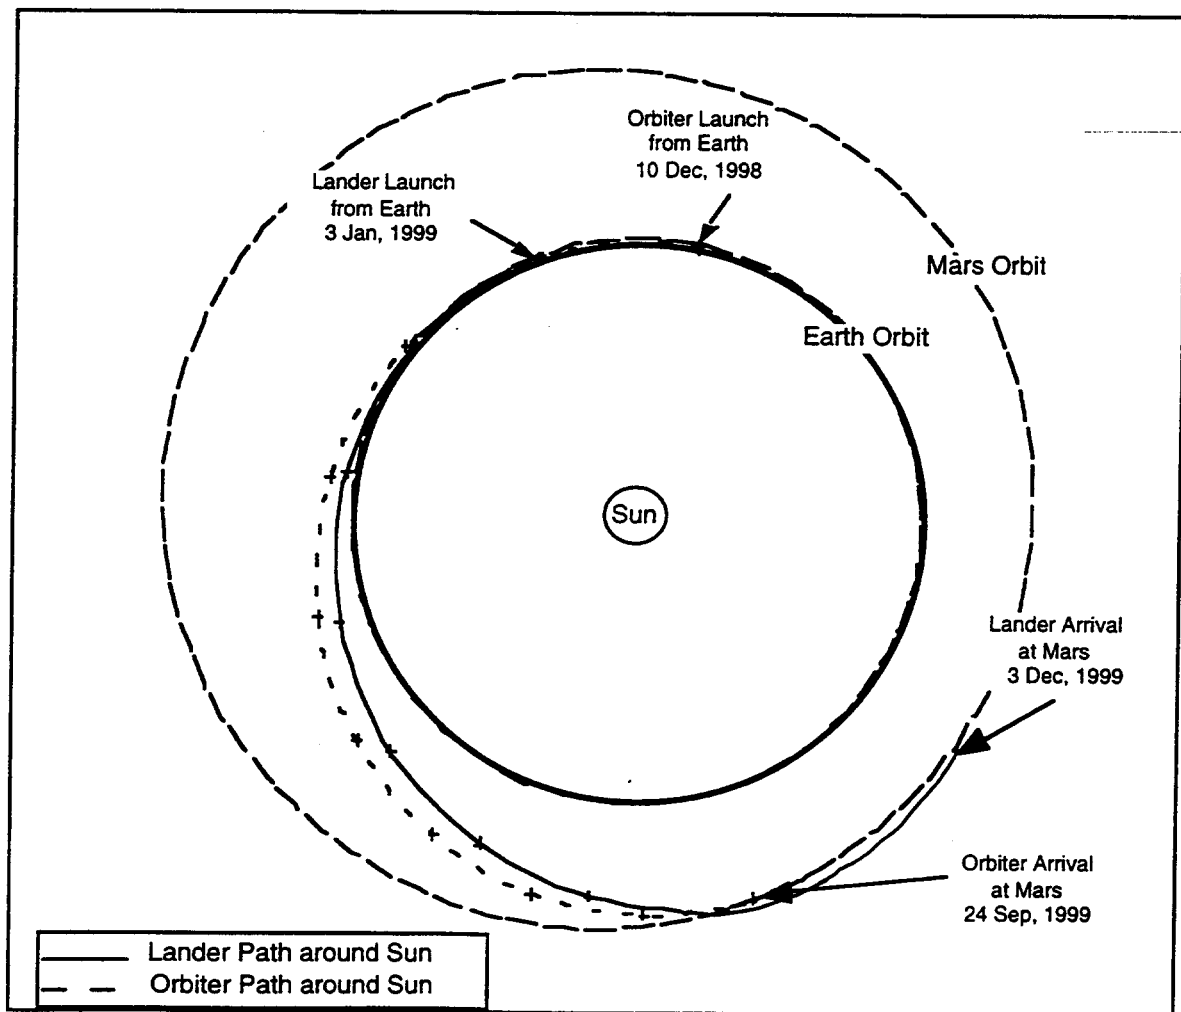 Orbiter Launch
from Earth
10 Dec, 1998
Lander Launch
from Earth
3 Jan, 1999
Mars Orbit
Earth Orbit
Sun
Lander Arrival
at Mars
3 Dec, 1999
Orbiter Arrival
at Mars
24 Sep, 1999
Lander Path around Sun
Orbiter Path around Sun